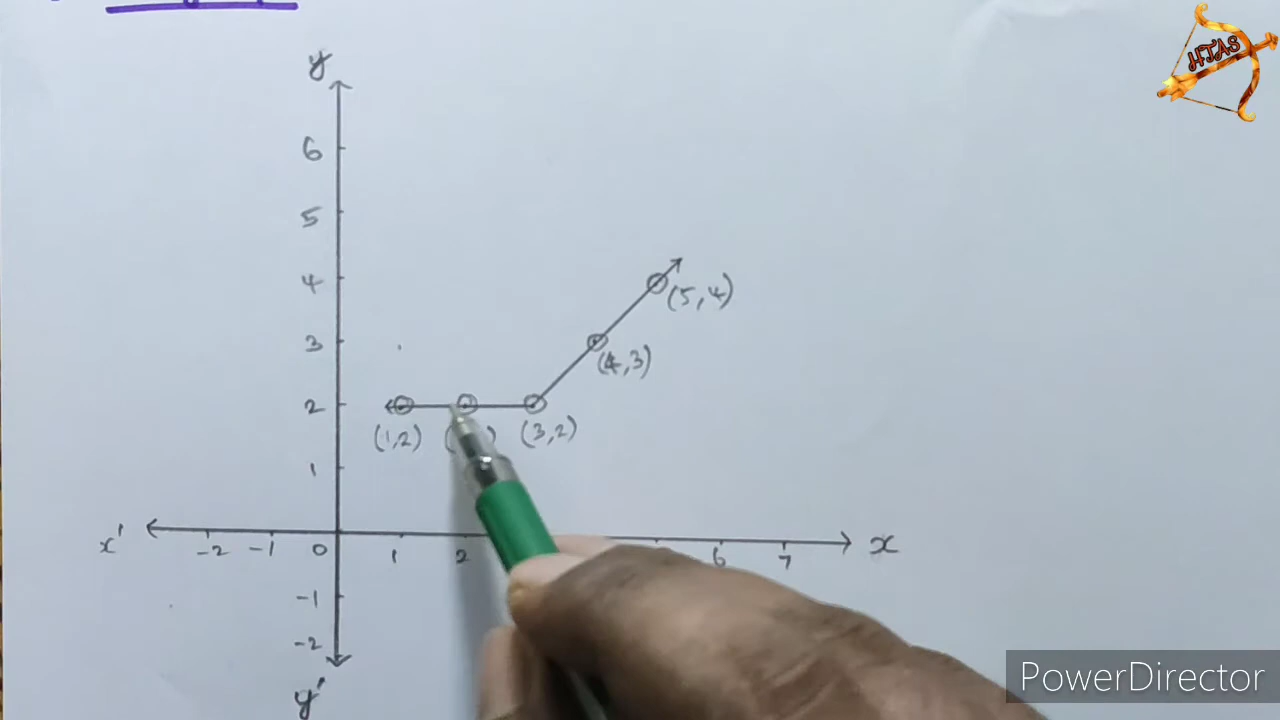 HTAS
y
6
5
4
(5,4)
3
(4,3)
2
(1,2) ( ) (3,2)
1
x' -2 -1 0 1 2 6 7 x
-1
-2
y'
PowerDirector